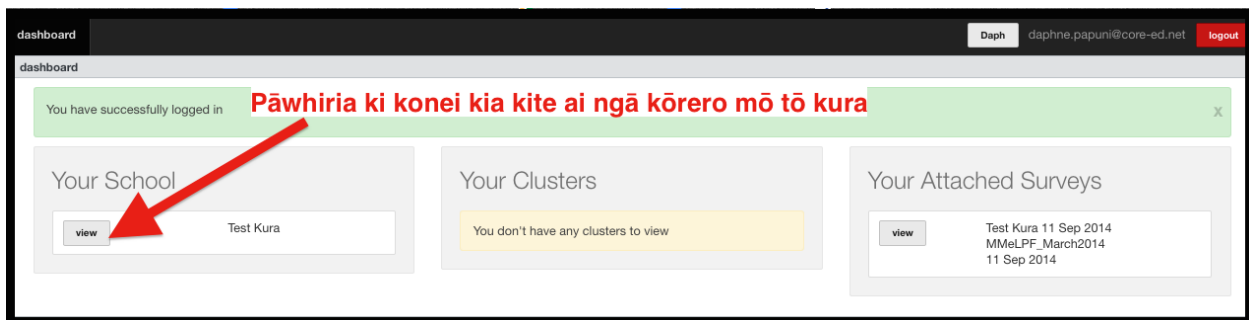 dashboard
Daph daphne.papuni@core-ed.net logout
dashboard
You have successfully logged in
Pāwhiria ki konei kia kite ai ngā kōrero mō tō kura
x
Your School
view Test Kura
Your Clusters
You don't have any clusters to view
Your Attached Surveys
view Test Kura 11 Sep 2014
MMeLPF_March2014
11 Sep 2014